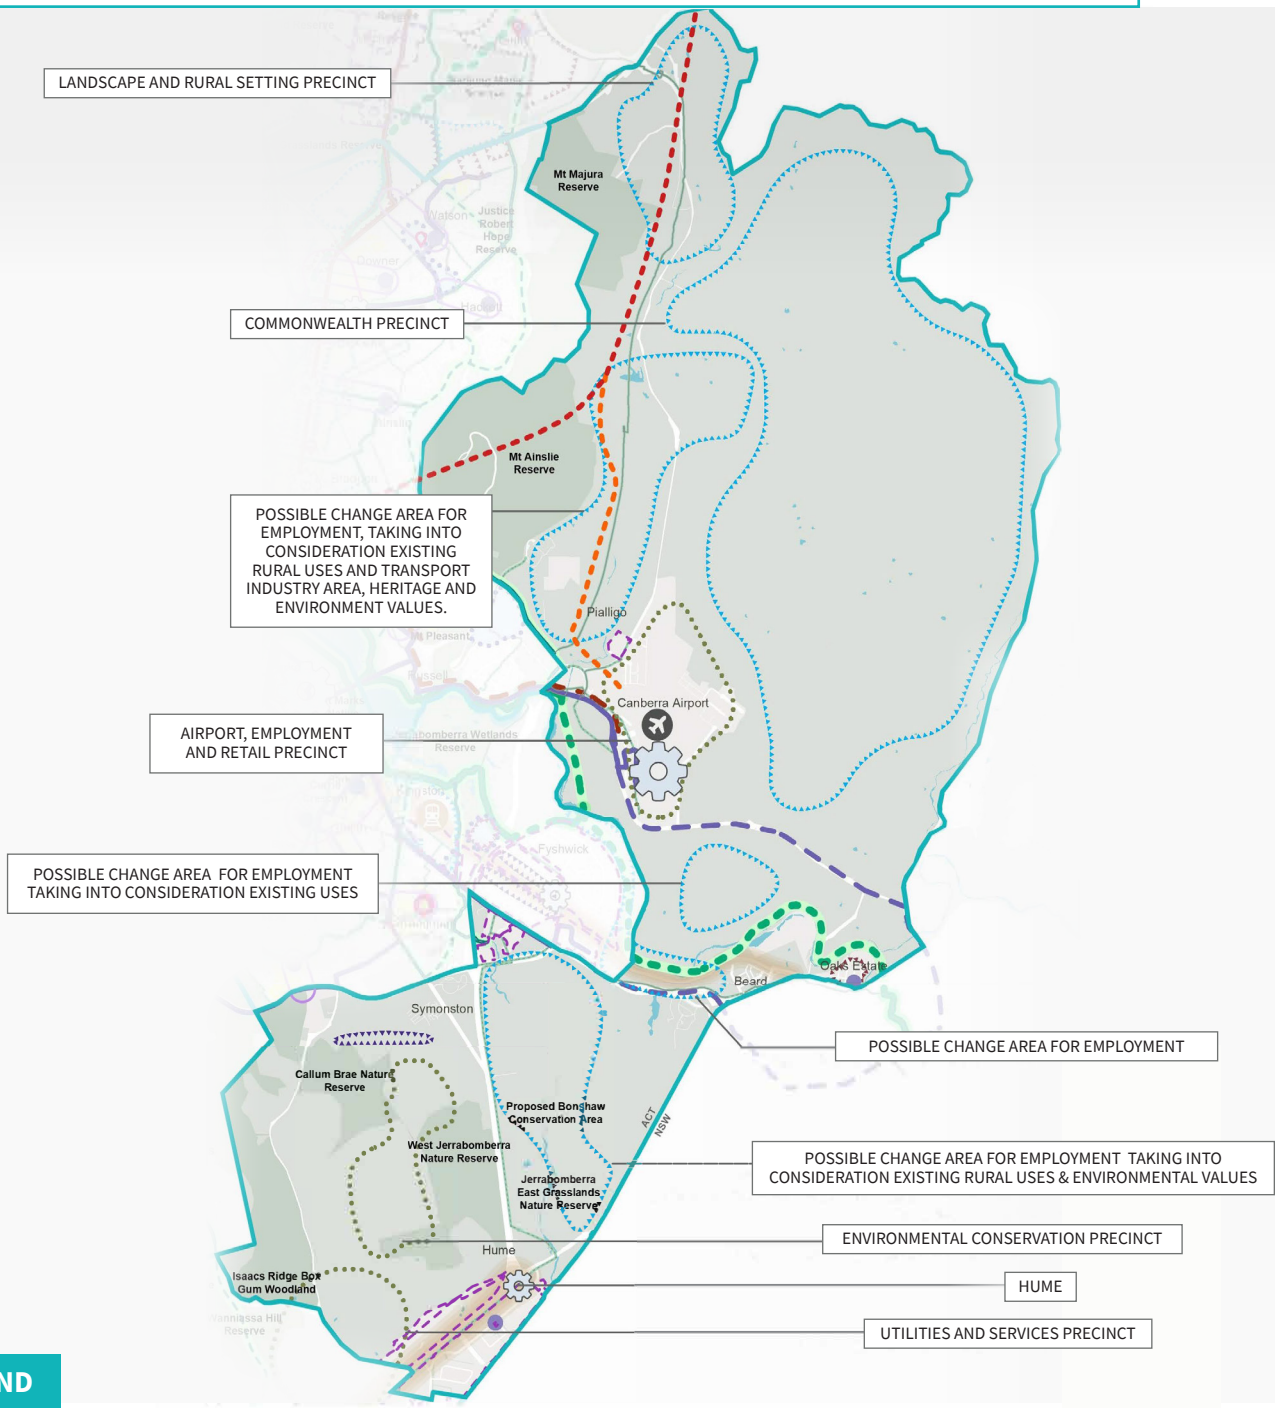 LANDSCAPE AND RURAL SETTING PRECINCT
Mt Majura
Reserve
Watson
Justice
Robert
Hope
Reserve
Downer
Hackett
COMMONWEALTH PRECINCT
Ainslie
Mt Ainslie
Reserve
POSSIBLE CHANGE AREA FOR
EMPLOYMENT, TAKING INTO
CONSIDERATION EXISTING
RURAL USES AND TRANSPORT
INDUSTRY AREA, HERITAGE AND
ENVIRONMENT VALUES.
Pialligo
Mt Pleasant
Russell
Canberra Airport
AIRPORT, EMPLOYMENT
AND RETAIL PRECINCT
Wetlands
Reserve
Kingston
Fyshwick
POSSIBLE CHANGE AREA FOR EMPLOYMENT
TAKING INTO CONSIDERATION EXISTING USES
Oaks Estate
Beard
Symonston
POSSIBLE CHANGE AREA FOR EMPLOYMENT
Callum Brae Nature
Reserve
Proposed Bonshaw
Conservation Area
ACT
NSW
West Jerrabomberra
Nature Reserve
POSSIBLE CHANGE AREA FOR EMPLOYMENT TAKING INTO
CONSIDERATION EXISTING RURAL USES & ENVIRONMENTAL VALUES
Jerrabomberra
East Grasslands
Nature Reserve
ENVIRONMENTAL CONSERVATION PRECINCT
Hume
Isaacs Ridge Box
Gum Woodland
HUME
Hill
Reserve
UTILITIES AND SERVICES PRECINCT
ND